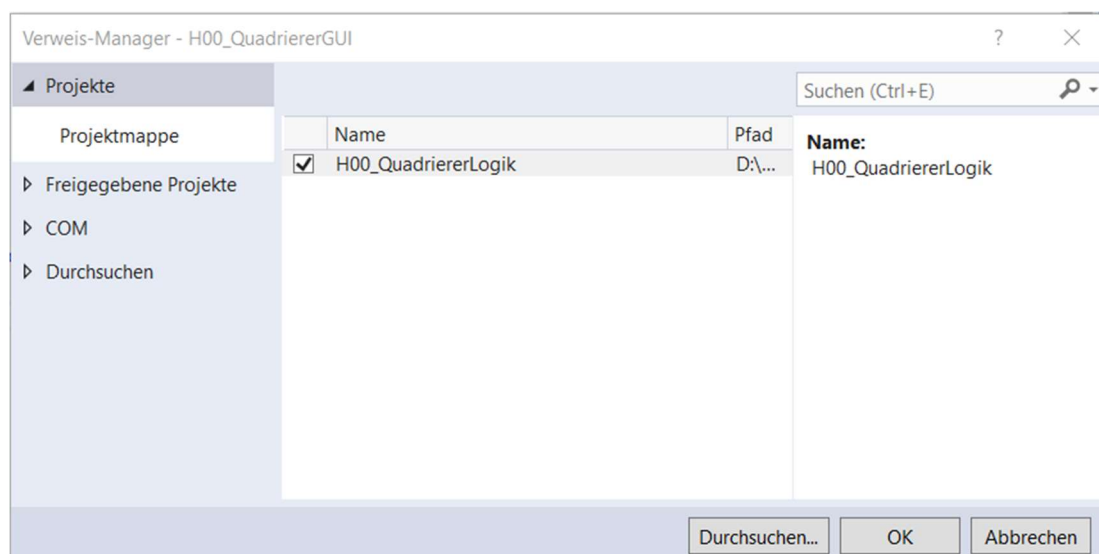 Verweis-Manager - H00_QuadriererGUI ?
Projekte
Suchen (Ctrl+E)
Projektmappe
Name Pfad
Name:
H00_QuadriererLogik D:\...
H00_QuadriererLogik
Freigegebene Projekte
COM
Durchsuchen
Durchsuchen... OK Abbrechen